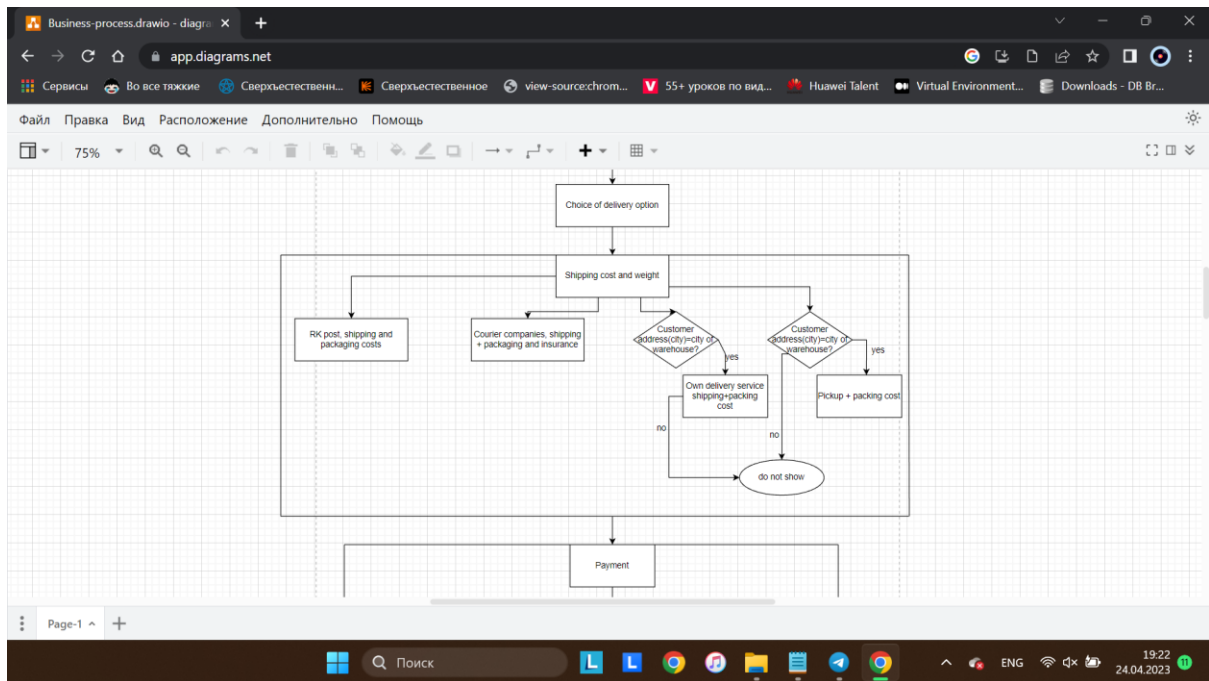 Business-process.drawio - diagra
app.diagrams.net
Сервисы
Во все тяжкие
Сверхъестественн...
Сверхъестественное
view-source:chrom...
55+ уроков по вид...
Huawei Talent
Virtual Environment...
Downloads - DB Br...
Файл Правка Вид Расположение Дополнительно Помощь
75%
Choice of delivery option
Shipping cost and weight
RK post, shipping and
packaging costs
Courier companies, shipping
+ packaging and insurance
Customer
address(city)=city of
warehouse?
Customer
address(city)=city of
warehouse?
yes
yes
Own delivery service
shipping+packing
cost
Pickup + packing cost
no
no
do not show
Payment
Page-1
Поиск
L
L
ENG
19:22
24.04.2023
11